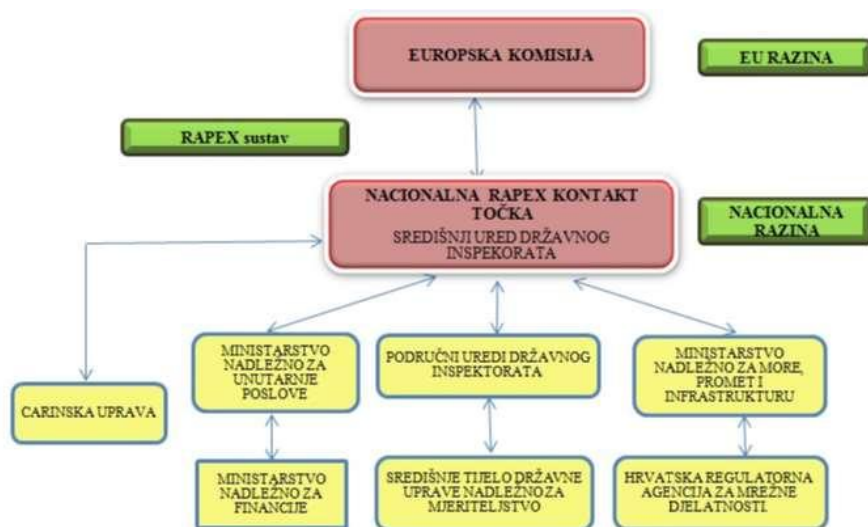 EUROPSKA KOMISIJA
EU RAZINA
RAPEX sustav
NACIONALNA RAPEX KONTAKT
TOČKA
SREDIŠNJI URED DRŽAVNOG
INSPEKORATA
NACIONALNA
RAZINA
MINISTARSTVO
NADLEŽNO ZA
UNUTARNJE
POSLOVE
PODRUČNI UREDI DRŽAVNOG
INSPEKTORATA
MINISTARSTVO
NADLEŽNO ZA MORE,
PROMET I
INFRASTRUKTURU
CARINSKA UPRAVA
MINISTARSTVO
NADLEŽNO ZA
FINANCIJE
SREDIŠNJE TIJELO DRŽAVNE
UPRAVE NADLEŽNO ZA
MJERITELJSTVO
HRVATSKA REGULATORNA
AGENCIJA ZA MREŽNE
DJELATNOSTI.